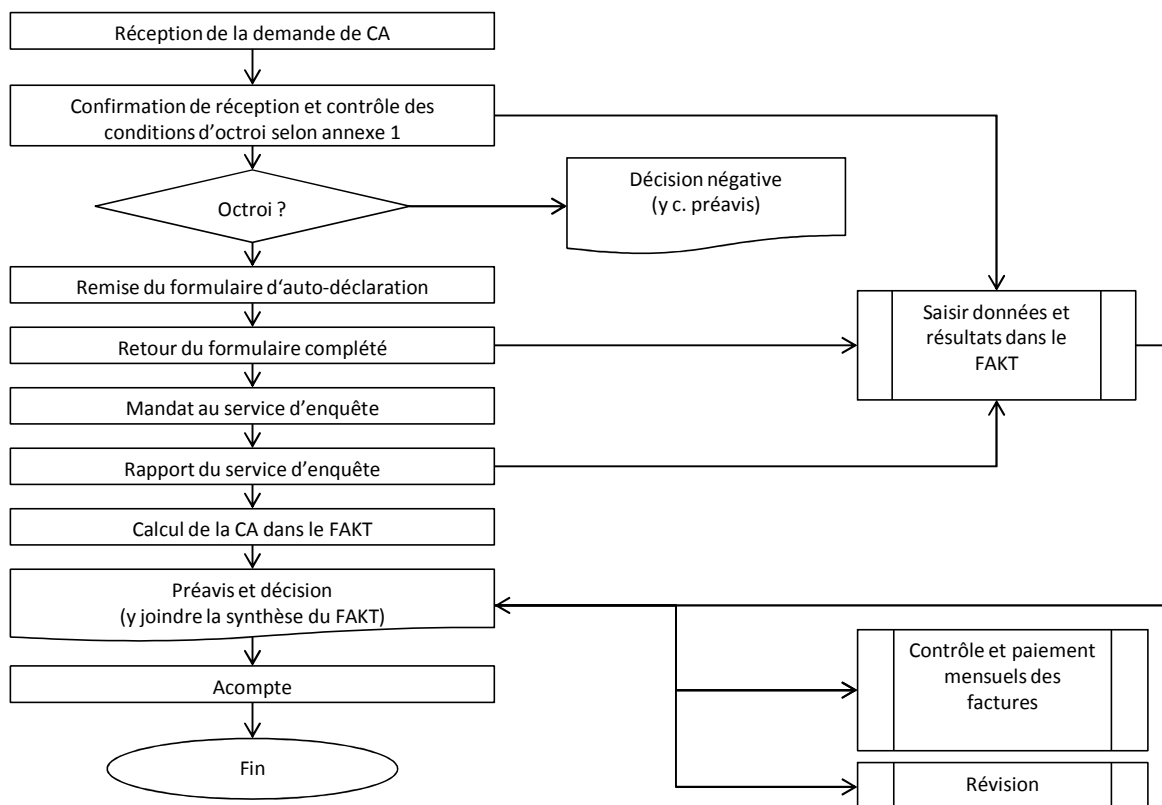 Réception de la demande de CA
Confirmation de réception et contrôle des
conditions d'octroi selon annexe 1
Octroi ?
Décision négative
(y c. préavis)
Remise du formulaire d'auto-déclaration
Retour du formulaire complété
Saisir données et
résultats dans le
FAKT
Mandat au service d'enquête
Rapport du service d'enquête
Calcul de la CA dans le FAKT
Préavis et décision
(y joindre la synthèse du FAKT)
Acompte
Contrôle et paiement
mensuels des
factures
Fin
Révision